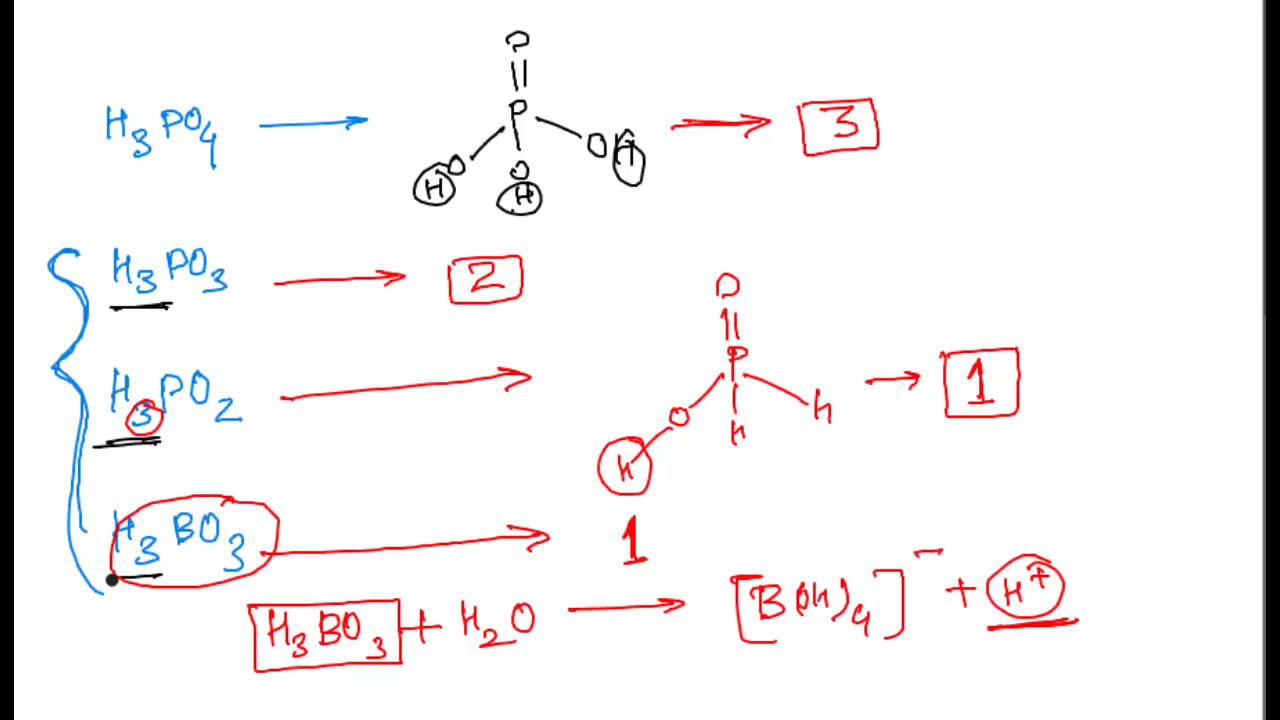 O
H₃PO₄ → P → 3
O OH
H O
H
H₃PO₃ → 2
O
H₃PO₂ → P → 1
O H H
H
H₃BO₃ → 1
H₃BO₃ + H₂O → [B(OH)₄]⁻ + H⁺